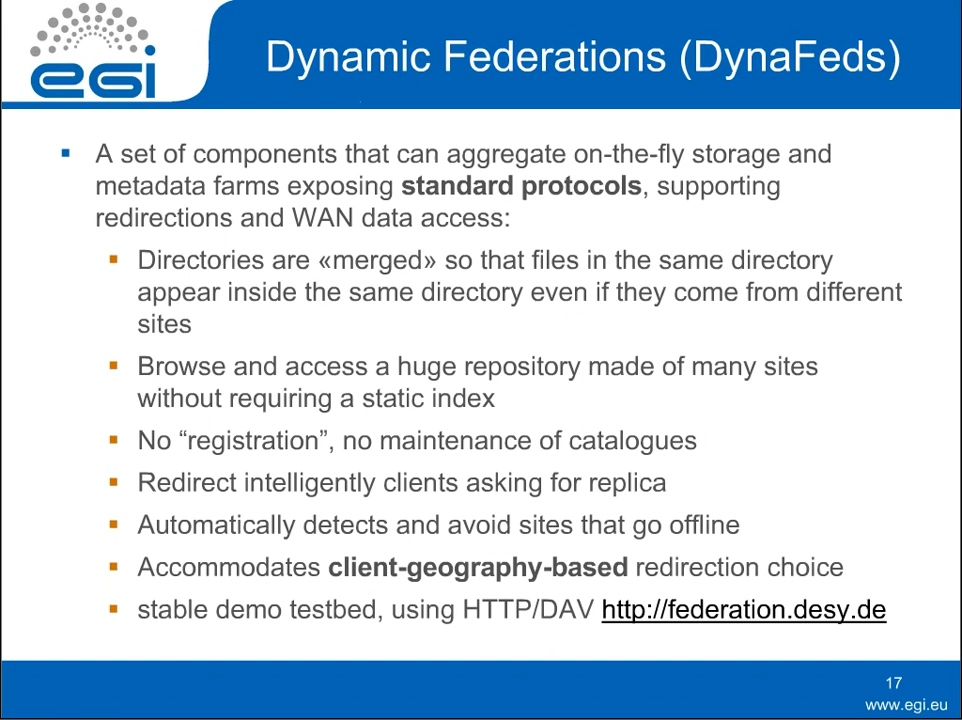 egi
Dynamic Federations (DynaFeds)
A set of components that can aggregate on-the-fly storage and
metadata farms exposing standard protocols, supporting
redirections and WAN data access:
Directories are «merged» so that files in the same directory
appear inside the same directory even if they come from different
sites
Browse and access a huge repository made of many sites
without requiring a static index
No “registration”, no maintenance of catalogues
Redirect intelligently clients asking for replica
Automatically detects and avoid sites that go offline
Accommodates client-geography-based redirection choice
stable demo testbed, using HTTP/DAV http://federation.desy.de
17
www.egi.eu